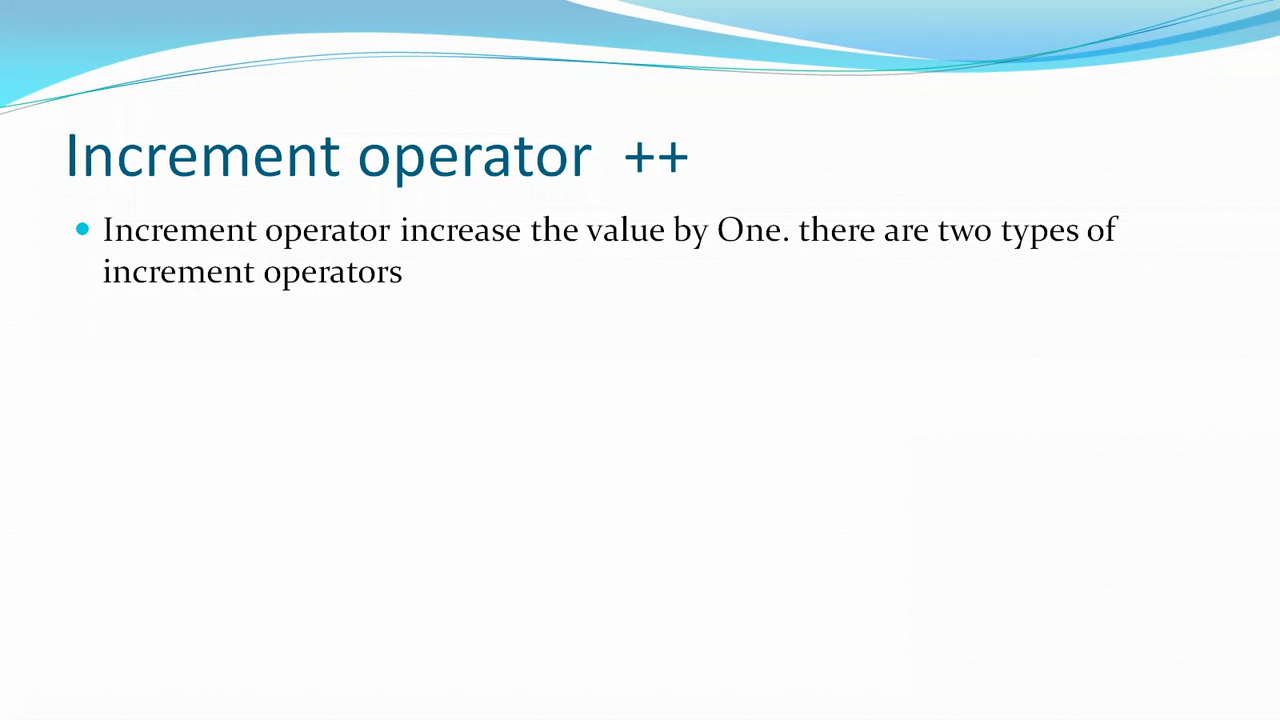 Increment operator ++
Increment operator increase the value by One. there are two types of
increment operators